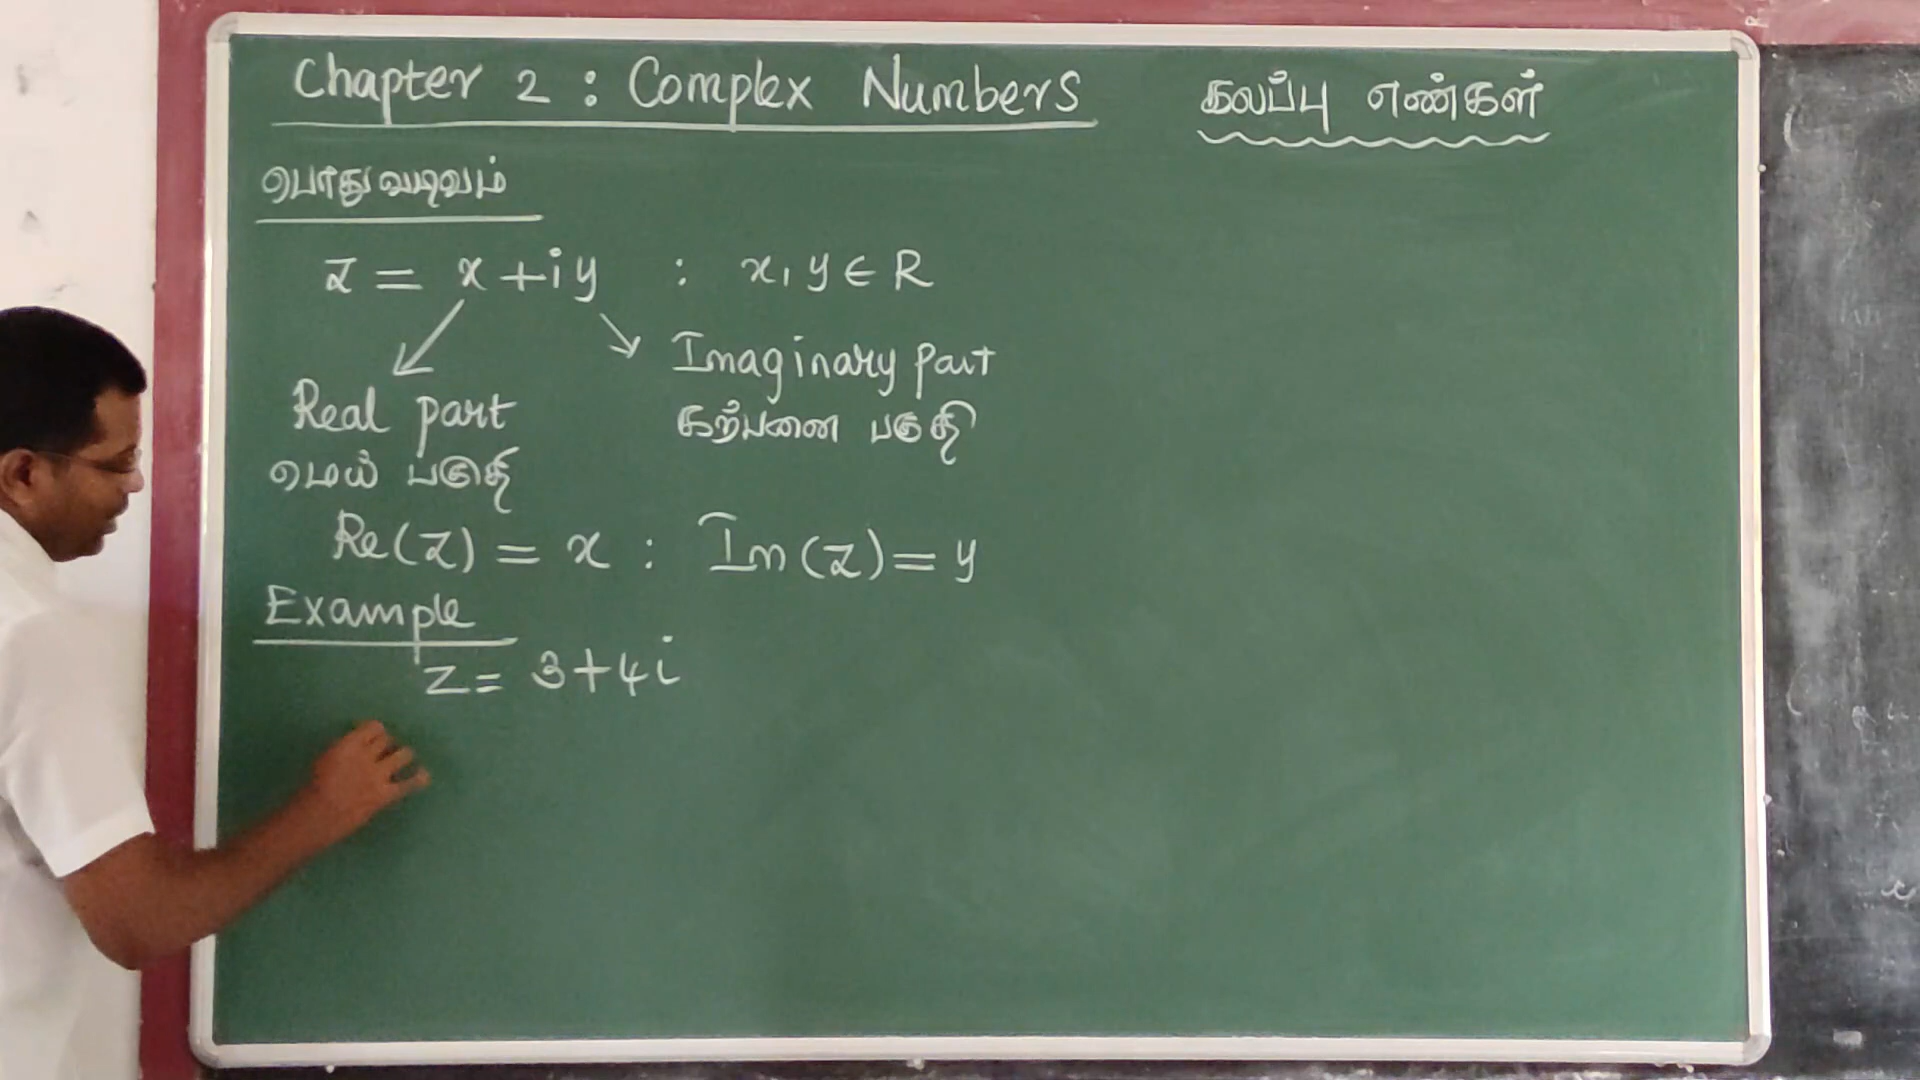 Chapter 2 : Complex Numbers கலப்பு எண்கள்
பொதுவடிவம்
z = x + iy : x, y ∈ R
Imaginary part
Real part கற்பனை பகுதி
மெய் பகுதி
Re(z) = x : Im(z) = y
Example
z = 3+4i